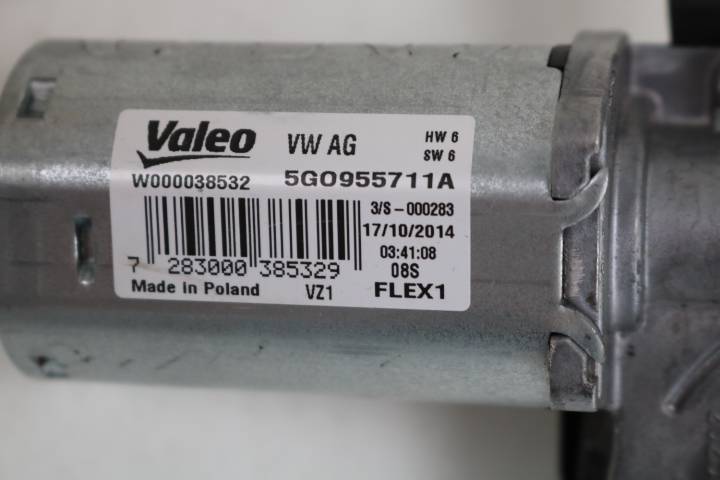 Valeo VW AG HW 6
SW 6
W000038532 5G0955711A
3/S-000283
17/10/2014
03:41:08
7 283000 385329 08S
Made in Poland VZ1 FLEX1